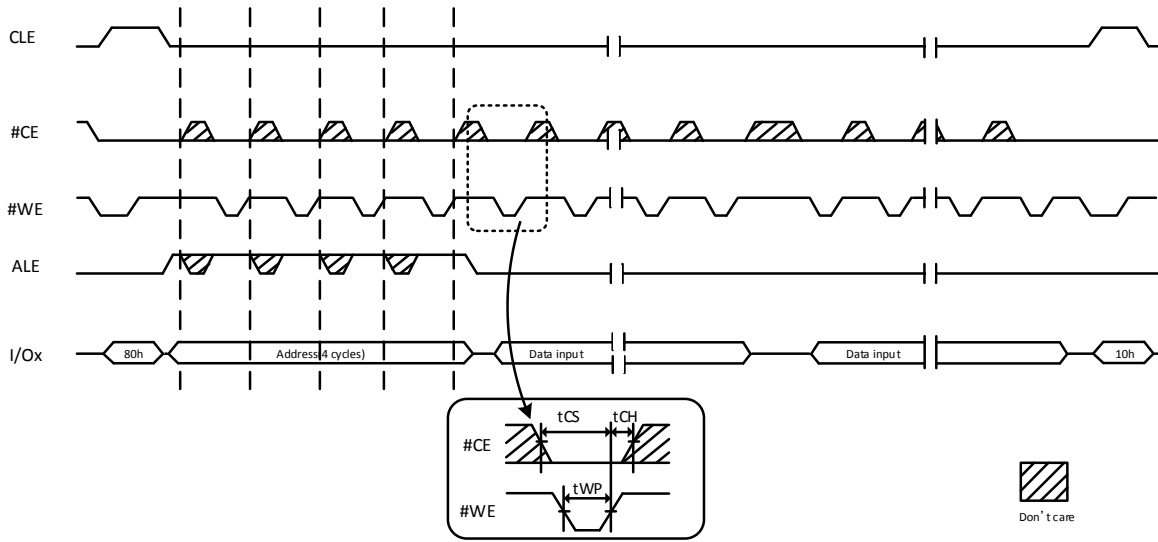 CLE
#CE
#WE
ALE
I/Ox
80h
Address(4 cycles)
Data input
Data input
10h
tCS
tCH
#CE
tWP
#WE
Don't care